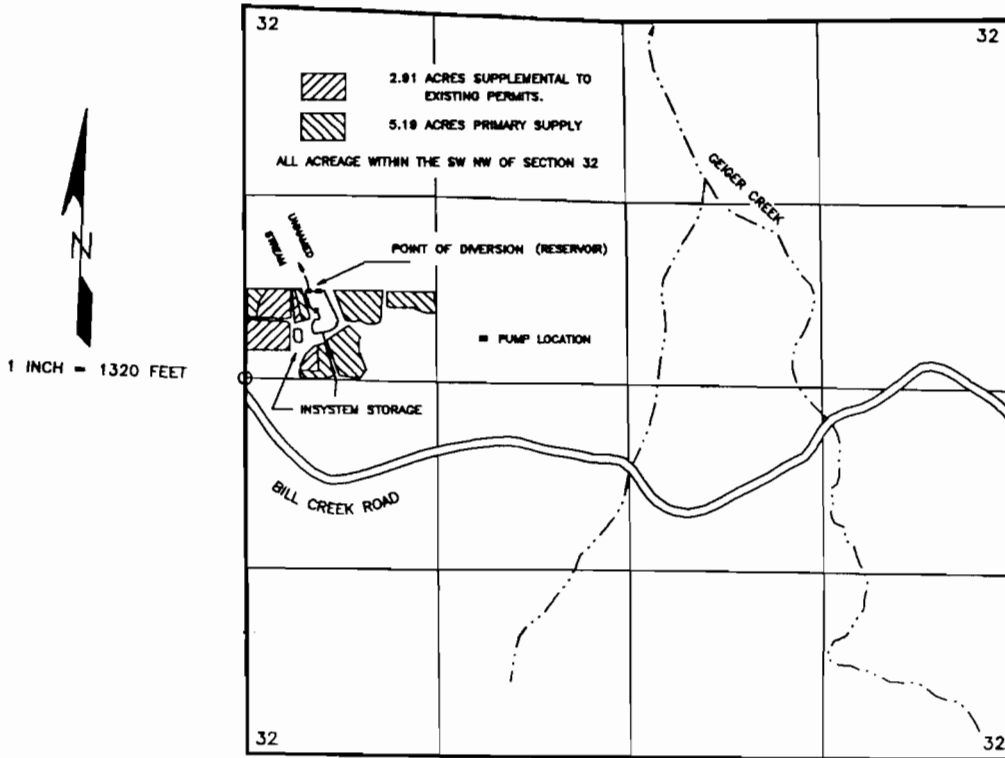 32
32
2.91 ACRES SUPPLEMENTAL TO
EXISTING PERMITS.
5.19 ACRES PRIMARY SUPPLY
ALL ACREAGE WITHIN THE SW NW OF SECTION 32
GEIGER CREEK
UNNAMED
STREAM
POINT OF DIVERSION (RESERVOIR)
N
PUMP LOCATION
1 INCH = 1320 FEET
INSYSTEM STORAGE
BILL CREEK ROAD
32
32